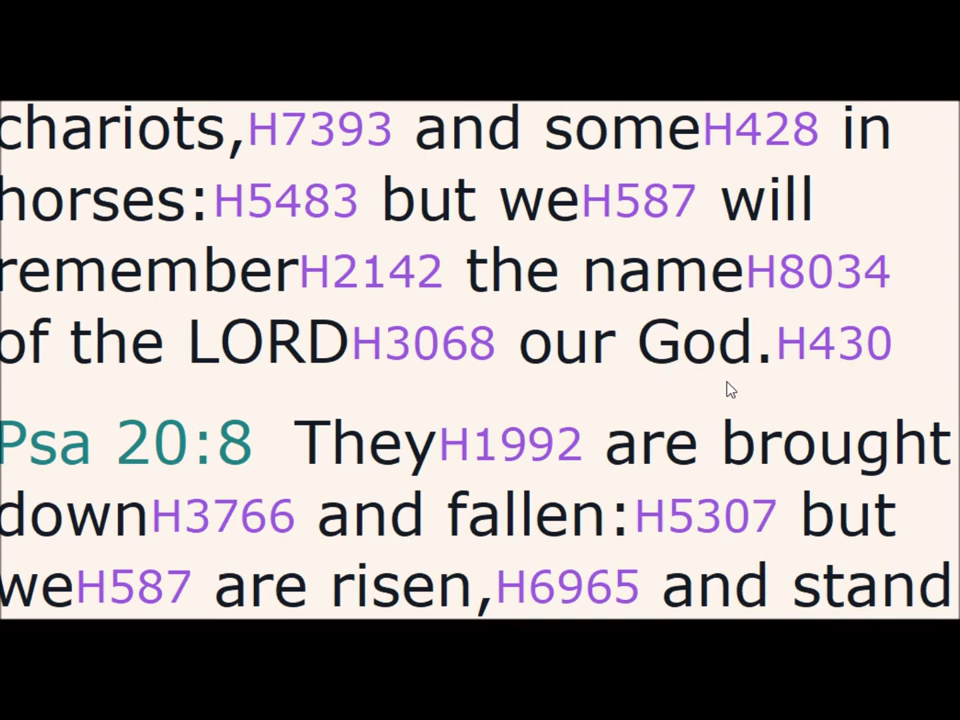 chariots,H7393 and someH428 in
horses:H5483 but weH587 will
rememberH2142 the nameH8034
of the LORDH3068 our God.H430
Psa 20:8 TheyH1992 are brought
downH3766 and fallen:H5307 but
weH587 are risen,H6965 and stand